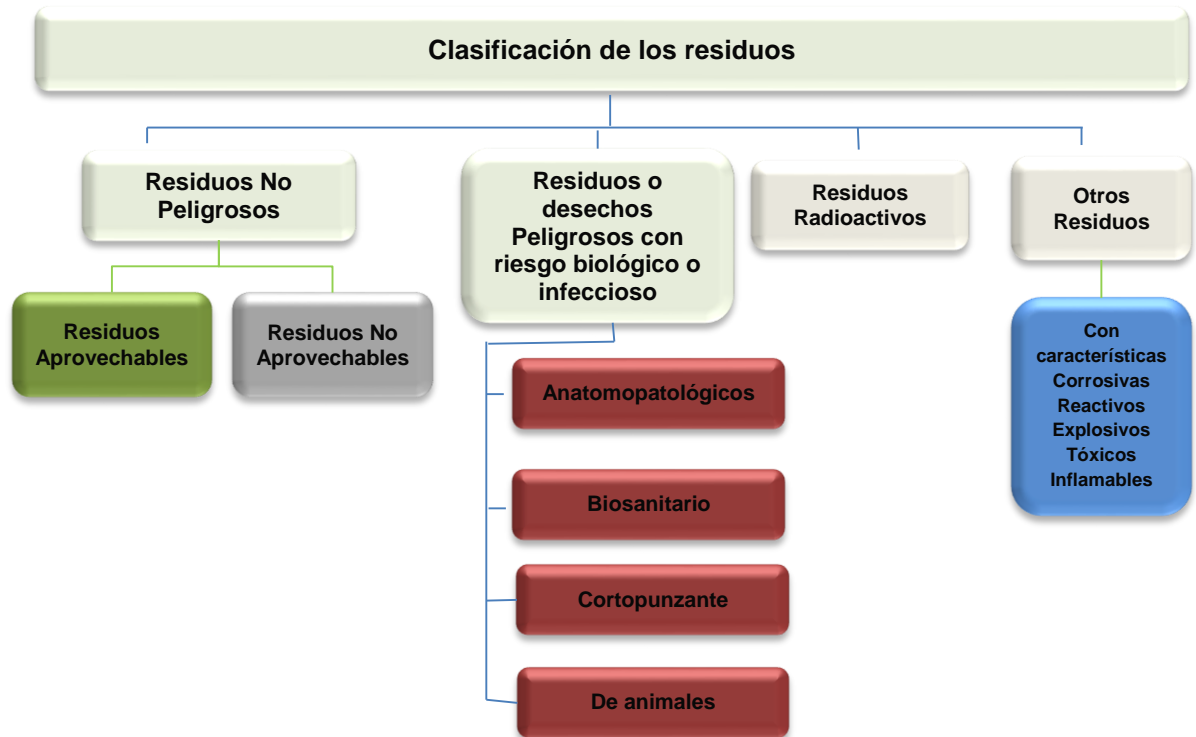 Clasificación de los residuos
Residuos No
Peligrosos
Residuos
Aprovechables
Residuos No
Aprovechables
Residuos o
desechos
Peligrosos con
riesgo biológico o
infeccioso
Anatomopatológicos
Biosanitario
Cortopunzante
De animales
Residuos
Radioactivos
Otros
Residuos
Con
características
Corrosivas
Reactivos
Explosivos
Tóxicos
Inflamables